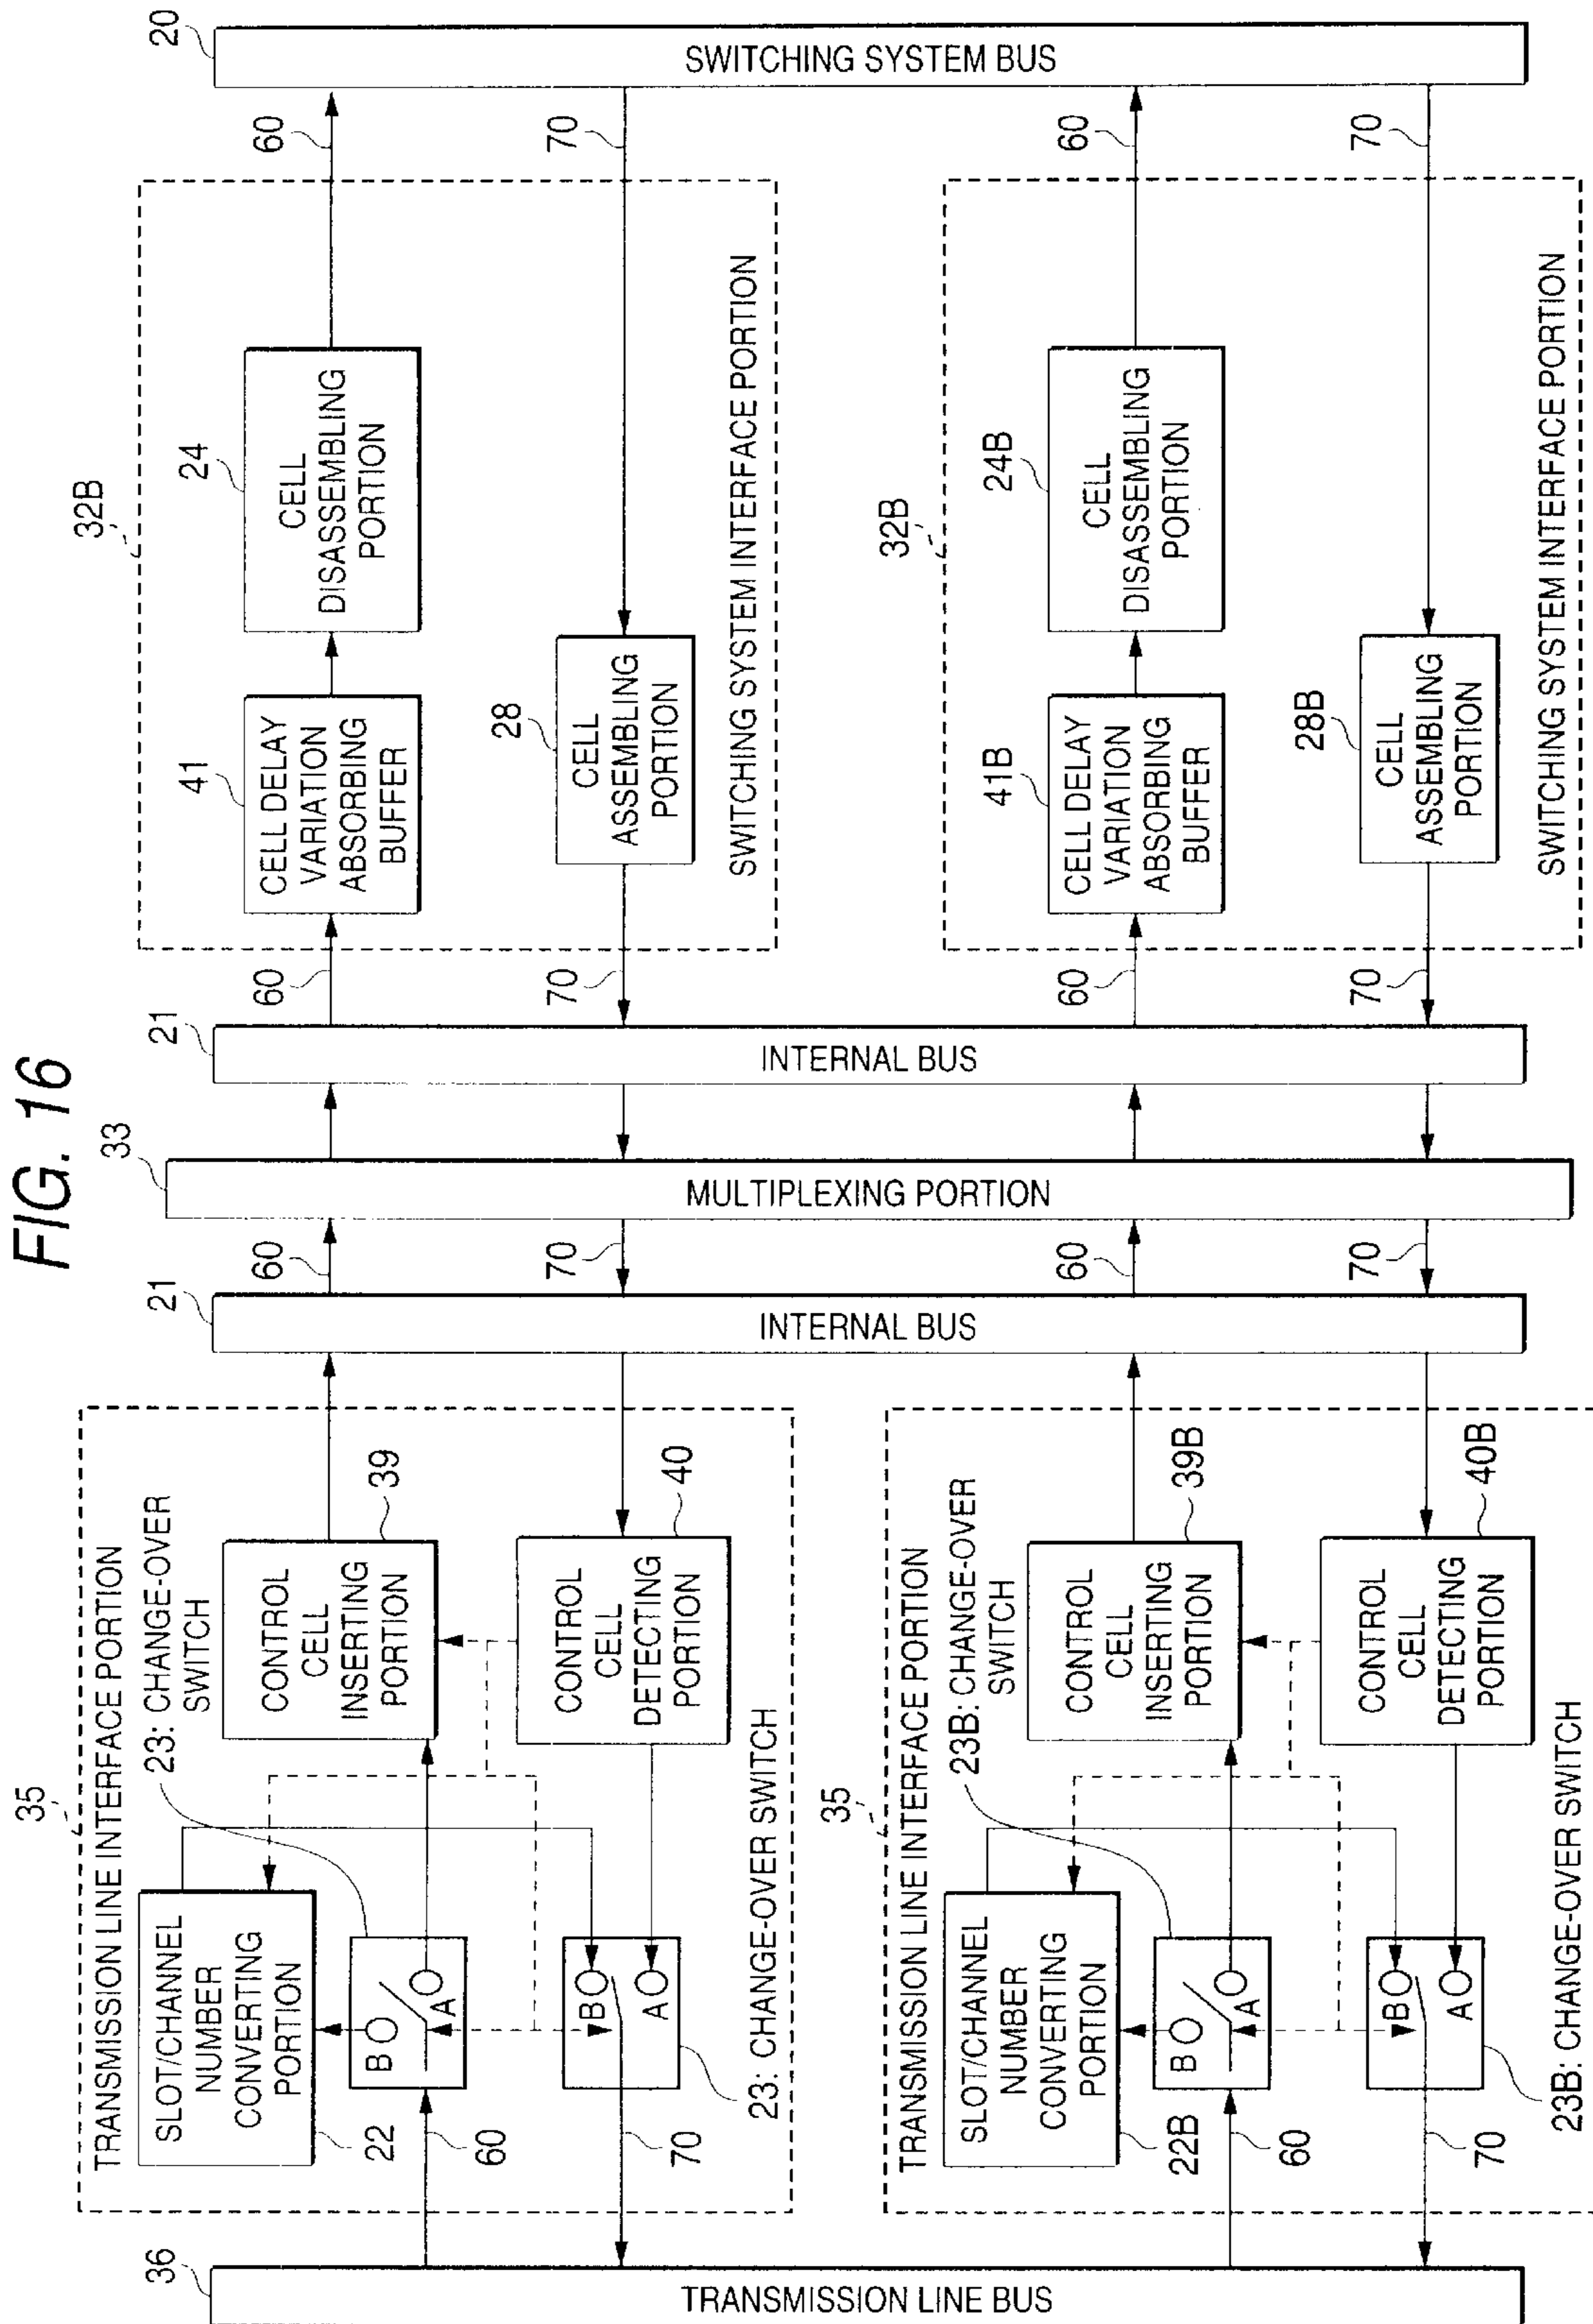 FIG. 16
36
TRANSMISSION LINE BUS
35
TRANSMISSION LINE INTERFACE PORTION
SLOT/CHANNEL
NUMBER
CONVERTING
PORTION
22
23: CHANGE-OVER
SWITCH
B
A
60
CONTROL
CELL
INSERTING
PORTION
39
CONTROL
CELL
DETECTING
PORTION
40
B
A
70
23: CHANGE-OVER SWITCH
35
TRANSMISSION LINE INTERFACE PORTION
SLOT/CHANNEL
NUMBER
CONVERTING
PORTION
22B
23B: CHANGE-OVER
SWITCH
B
A
60
CONTROL
CELL
INSERTING
PORTION
39B
CONTROL
CELL
DETECTING
PORTION
40B
B
A
70
23B: CHANGE-OVER SWITCH
21
INTERNAL BUS
60
70
60
70
33
MULTIPLEXING PORTION
21
INTERNAL BUS
60
70
60
70
32B
41
CELL DELAY
VARIATION
ABSORBING
BUFFER
24
CELL
DISASSEMBLING
PORTION
28
CELL
ASSEMBLING
PORTION
SWITCHING SYSTEM INTERFACE PORTION
32B
41B
CELL DELAY
VARIATION
ABSORBING
BUFFER
24B
CELL
DISASSEMBLING
PORTION
28B
CELL
ASSEMBLING
PORTION
SWITCHING SYSTEM INTERFACE PORTION
60
70
60
70
20
SWITCHING SYSTEM BUS